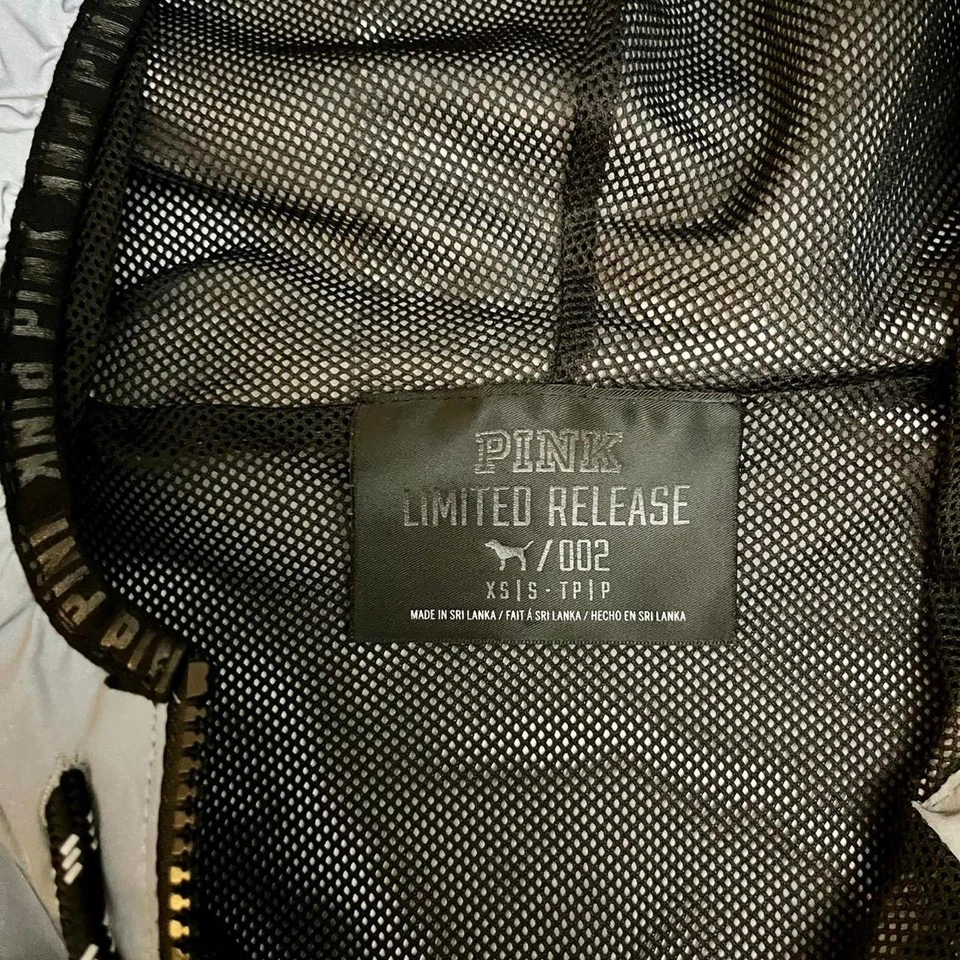 PINK
LIMITED RELEASE
/002
XS|S - TP|P
MADE IN SRI LANKA / FAIT Á SRI LANKA / HECHO EN SRI LANKA
PINK
PINK
PINK
PINK